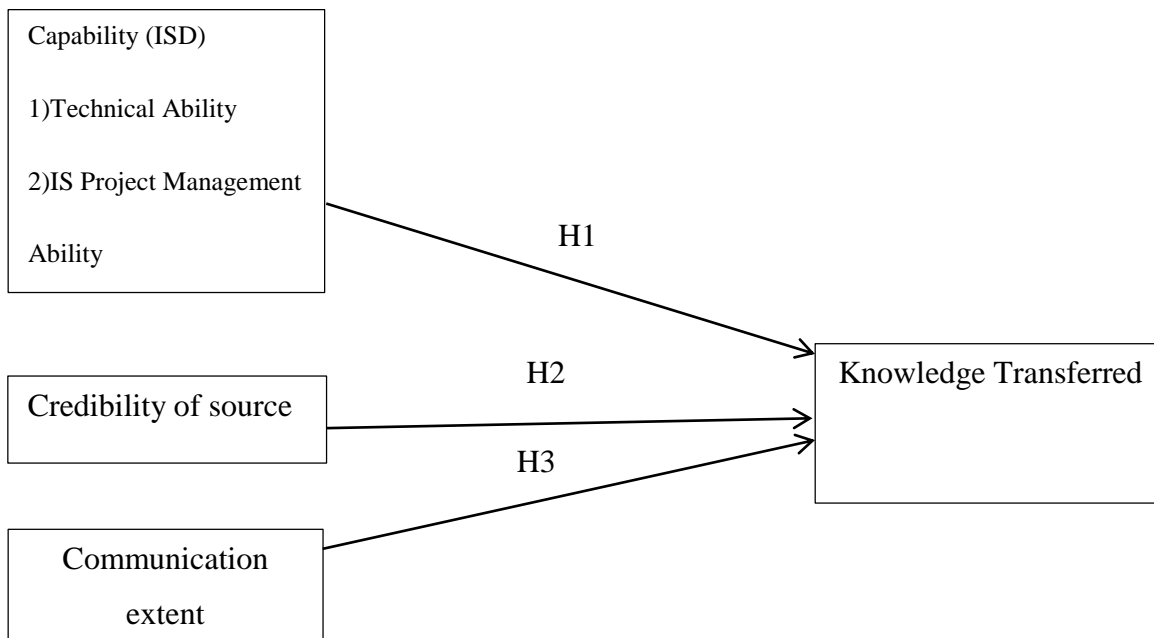 Capability (ISD)
1)Technical Ability
2)IS Project Management
Ability
H1
Credibility of source
H2
Knowledge Transferred
H3
Communication
extent